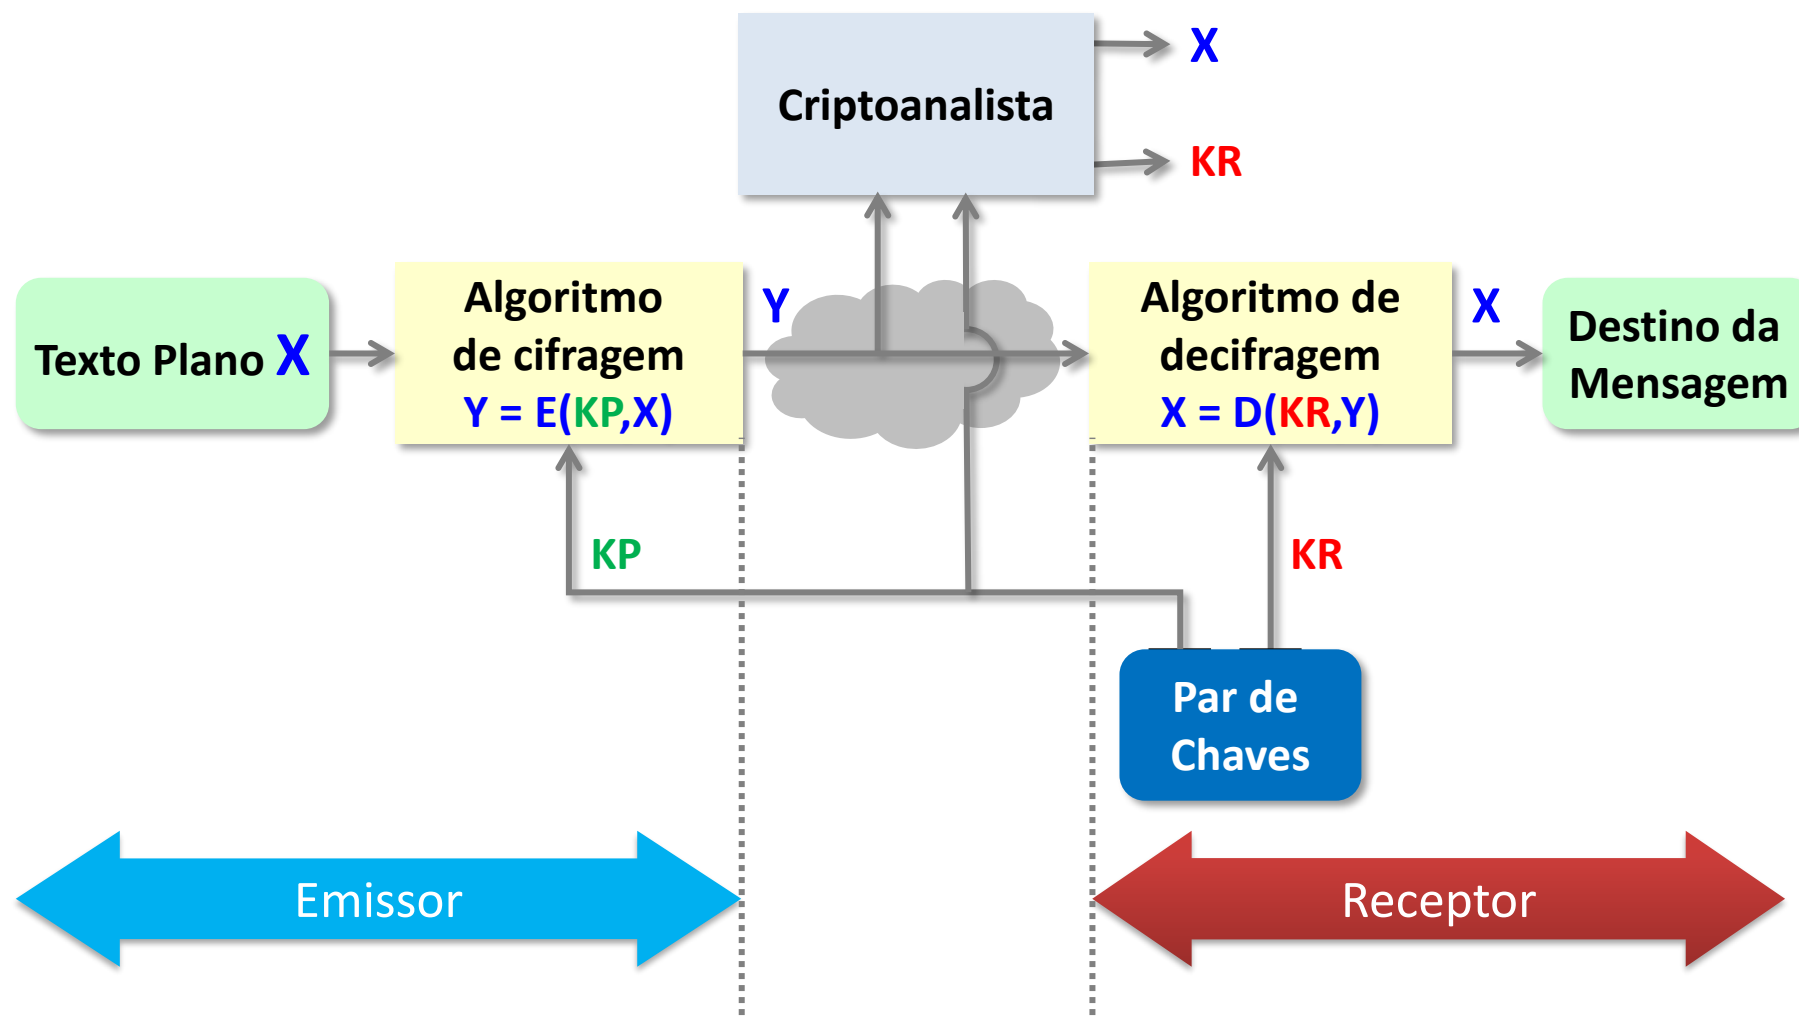 Criptoanalista
X
KR
Texto Plano X
Algoritmo
de cifragem
Y = E(KP,X)
Y
Algoritmo de
decifragem
X = D(KR,Y)
X
Destino da
Mensagem
KP
KR
Par de
Chaves
Emissor
Receptor